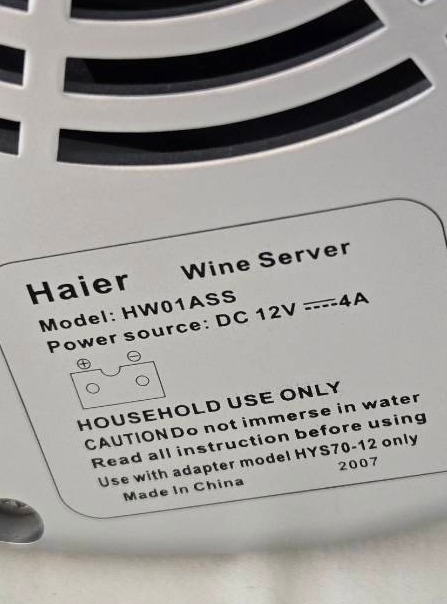 Haier Wine Server
Model: HW01ASS
Power source: DC 12V ⎓4A
⊕ ⊖
HOUSEHOLD USE ONLY
CAUTIONDo not immerse in water
Read all instruction before using
Use with adapter model HYS70-12 only
Made In China 2007